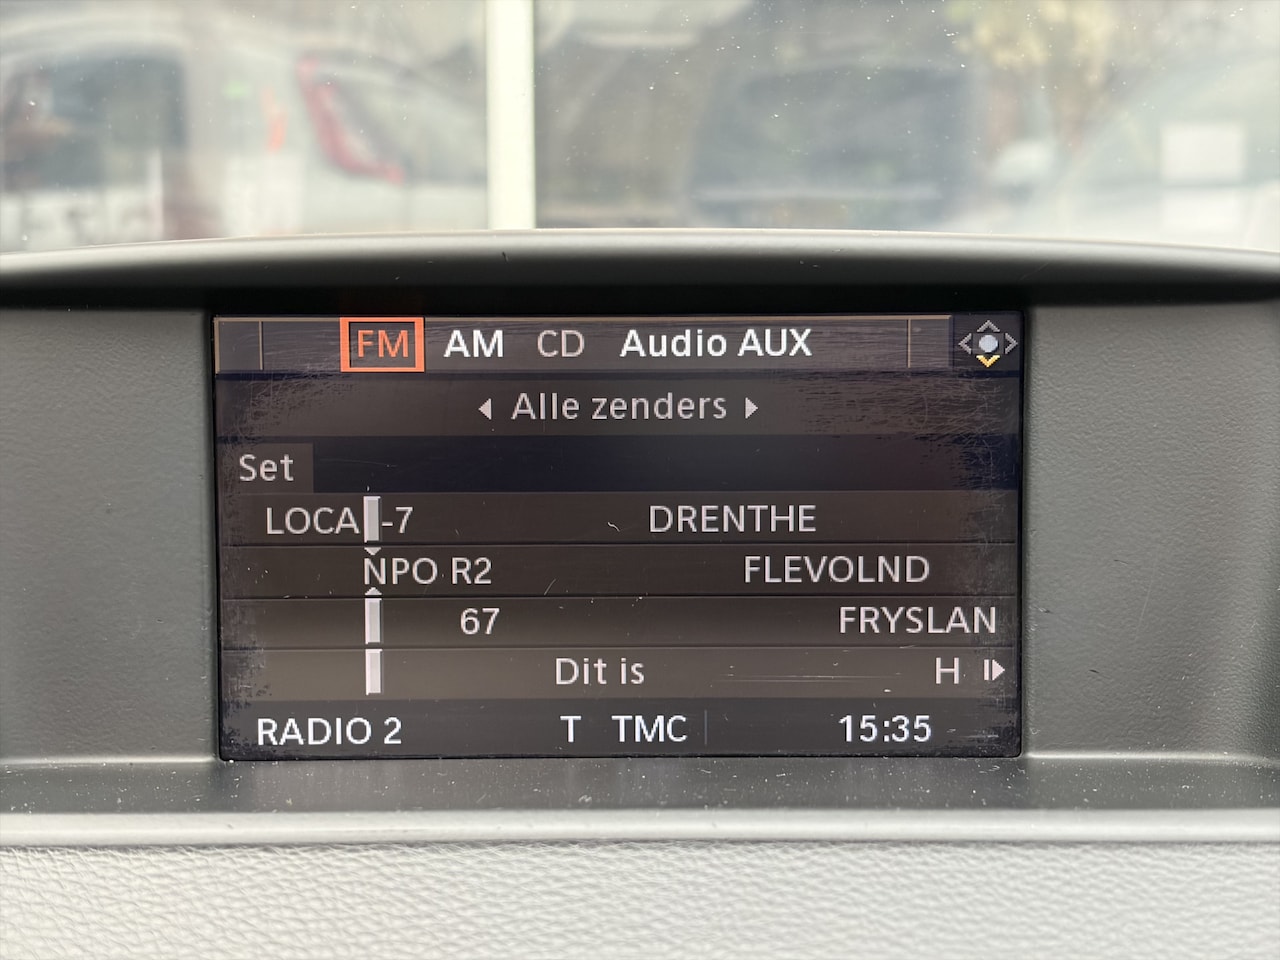 FM AM CD Audio AUX
Alle zenders
Set
LOCA -7 DRENTHE
NPO R2 FLEVOLND
67 FRYSLAN
Dit is H
RADIO 2 T TMC 15:35